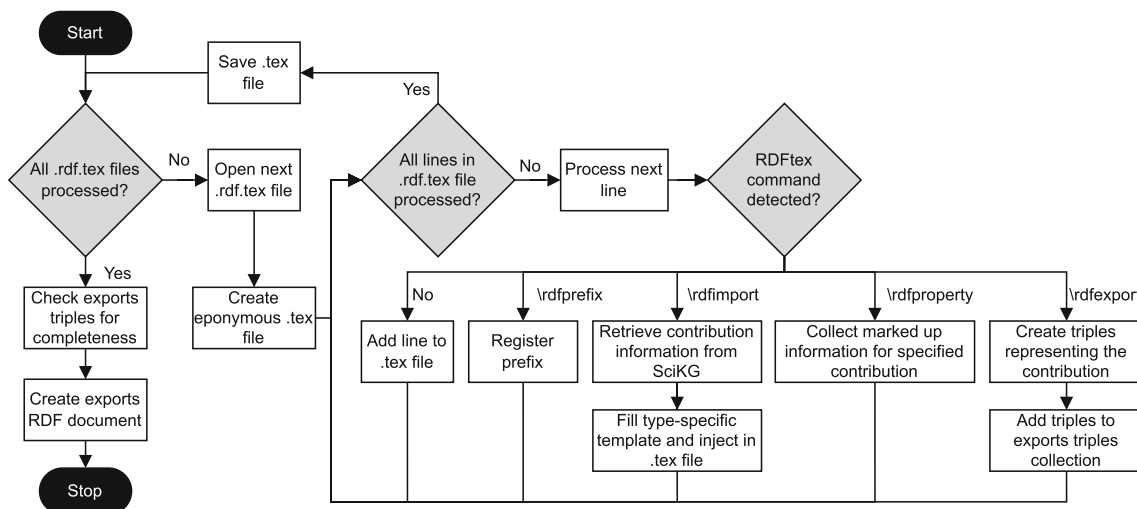 Start
Save .tex
file
Yes
All .rdf.tex files
processed?
No
Open next
.rdf.tex file
All lines in
.rdf.tex file
processed?
No
Process next
line
RDFtex
command
detected?
Yes
Check exports
triples for
completeness
Create
eponymous .tex
file
No
Add line to
.tex file
\rdfprefix
Register
prefix
\rdfimport
Retrieve contribution
information from
SciKG
\rdfproperty
Collect marked up
information for specified
contribution
\rdfexport
Create triples
representing the
contribution
Create exports
RDF document
Fill type-specific
template and inject in
.tex file
Add triples to
exports triples
collection
Stop